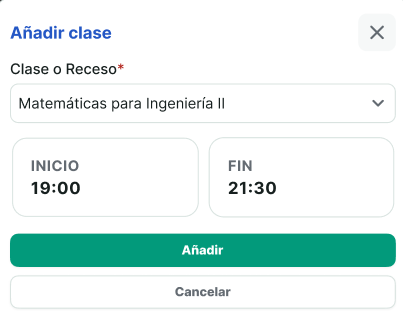 Añadir clase
Clase o Receso*
Matemáticas para Ingeniería II
INICIO
19:00
FIN
21:30
Añadir
Cancelar